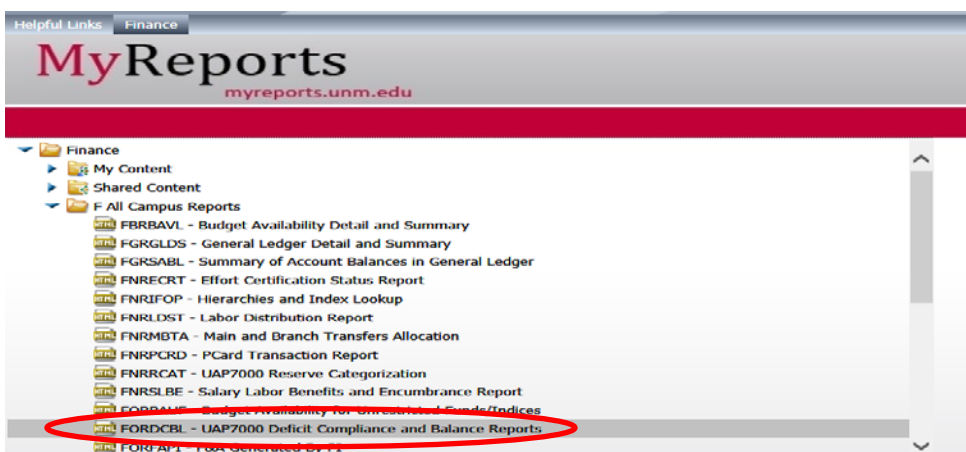 Helpful Links Finance
MyReports
myreports.unm.edu
Finance
My Content
Shared Content
F All Campus Reports
FBRBAVL - Budget Availability Detail and Summary
FGRGLDS - General Ledger Detail and Summary
FGRSABL - Summary of Account Balances in General Ledger
FNRECRT - Effort Certification Status Report
FNRIFOP - Hierarchies and Index Lookup
FNRLDST - Labor Distribution Report
FNRMBTA - Main and Branch Transfers Allocation
FNRPCRD - PCard Transaction Report
FNRRCAT - UAP7000 Reserve Categorization
FNRSLBE - Salary Labor Benefits and Encumbrance Report
Budget Availability for Unrestricted Funds/Indices
FORDCBL - UAP7000 Deficit Compliance and Balance Reports
FORFAPI - F&A Generated By PI